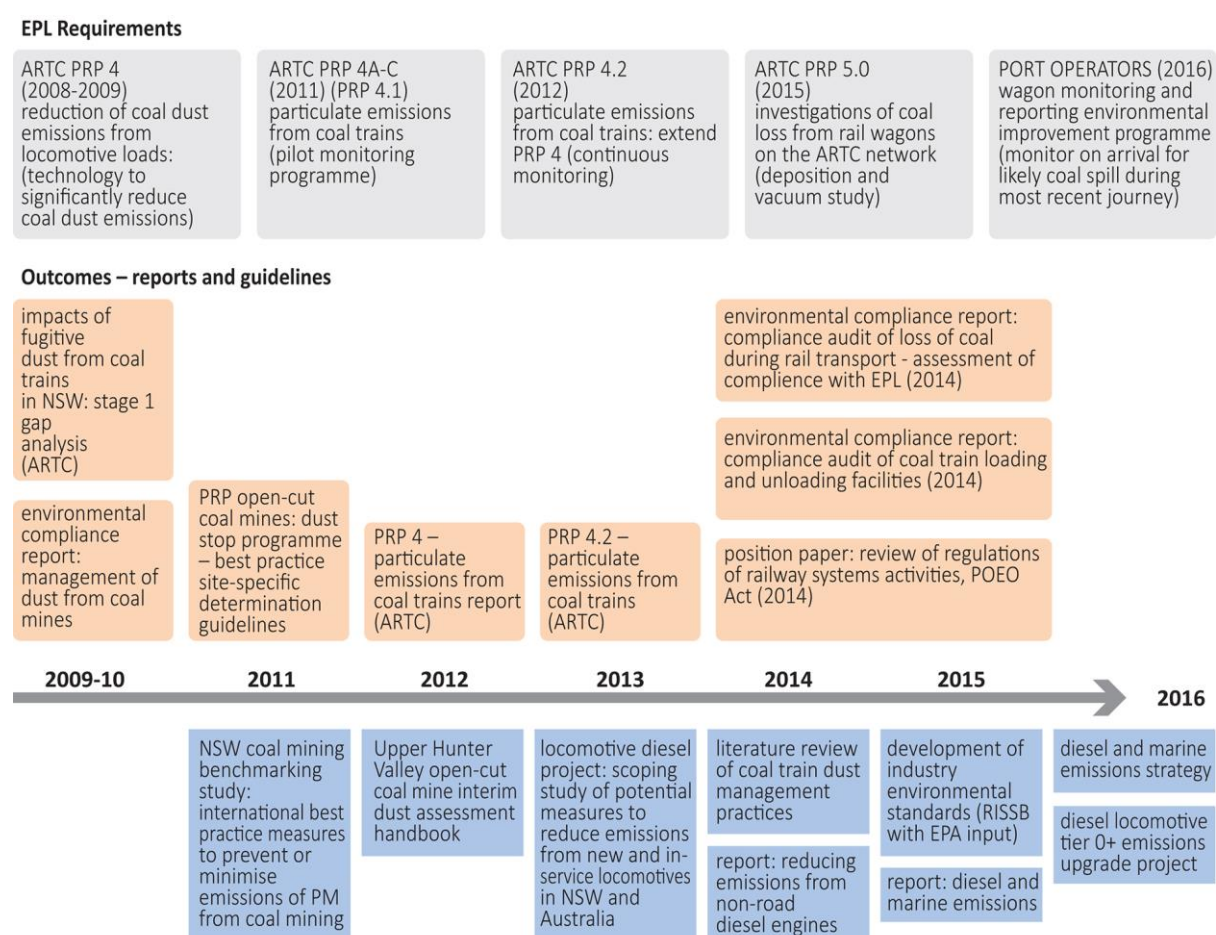 EPL Requirements
ARTC PRP 4
(2008-2009)
reduction of coal dust
emissions from
locomotive loads:
(technology to
significantly reduce
coal dust emissions)
ARTC PRP 4A-C
(2011) (PRP 4.1)
particulate emissions
from coal trains
(pilot monitoring
programme)
ARTC PRP 4.2
(2012)
particulate emissions
from coal trains: extend
PRP 4 (continuous
monitoring)
ARTC PRP 5.0
(2015)
investigations of coal
loss from rail wagons
on the ARTC network
(deposition and
vacuum study)
PORT OPERATORS (2016)
wagon monitoring and
reporting environmental
improvement programme
(monitor on arrival for
likely coal spill during
most recent journey)
Outcomes – reports and guidelines
impacts of
fugitive
dust from coal
trains
in NSW: stage 1
gap
analysis
(ARTC)
environmental
compliance
report:
management of
dust from coal
mines
PRP open-cut
coal mines: dust
stop programme
– best practice
site-specific
determination
guidelines
PRP 4 –
particulate
emissions from
coal trains report
(ARTC)
PRP 4.2 –
particulate
emissions from
coal trains
(ARTC)
environmental compliance report:
compliance audit of loss of coal
during rail transport - assessment of
complience with EPL (2014)
environmental compliance report:
compliance audit of coal train loading
and unloading facilities (2014)
position paper: review of regulations
of railway systems activities, POEO
Act (2014)
2009-10
2011
2012
2013
2014
2015
2016
NSW coal mining
benchmarking
study:
international best
practice measures
to prevent or
minimise
emissions of PM
from coal mining
Upper Hunter
Valley open-cut
coal mine interim
dust assessment
handbook
locomotive diesel
project: scoping
study of potential
measures to
reduce emissions
from new and in-
service locomotives
in NSW and
Australia
literature review
of coal train dust
management
practices
report: reducing
emissions from
non-road
diesel engines
development of
industry
environmental
standards (RISSB
with EPA input)
report: diesel and
marine emissions
diesel and marine
emissions strategy
diesel locomotive
tier 0+ emissions
upgrade project